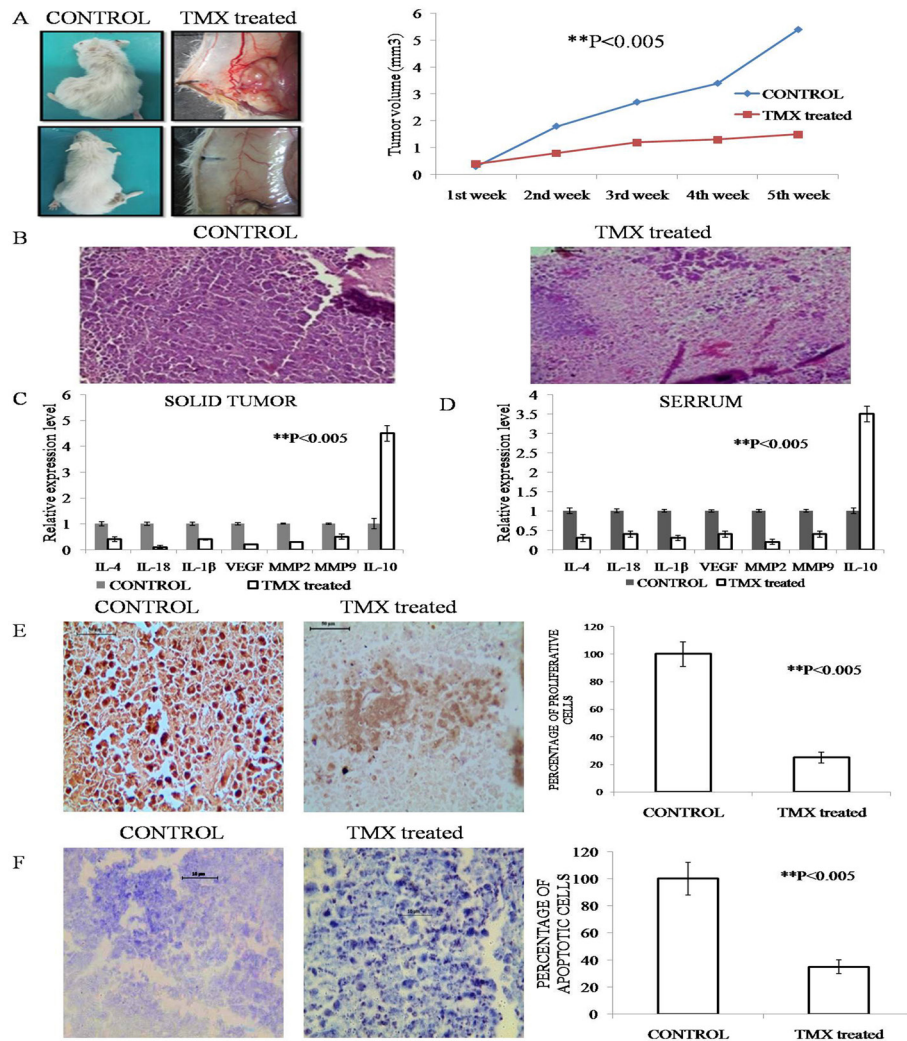 A
CONTROL
TMX treated
Tumor volume (mm3)
6
5
4
3
2
1
0
**P<0.005
CONTROL
TMX treated
1st week 2nd week 3rd week 4th week 5th week
B
CONTROL
TMX treated
C
SOLID TUMOR
Relative expression level
6
5
4
3
2
1
0
**P<0.005
IL-4 IL-18 IL-1β VEGF MMP2 MMP9 IL-10
CONTROL TMX treated
D
SERRUM
Relative expression level
4
3.5
3
2.5
2
1.5
1
0.5
0
**P<0.005
IL-4 IL-18 IL-1β VEGF MMP2 MMP9 IL-10
CONTROL TMX treated
E
CONTROL
TMX treated
PERCENTAGE OF PROLIFERATIVE
CELLS
120
100
80
60
40
20
0
**P<0.005
CONTROL TMX treated
F
CONTROL
TMX treated
PERCENTAGE OF
APOPTOTIC CELLS
120
100
80
60
40
20
0
**P<0.005
CONTROL TMX treated